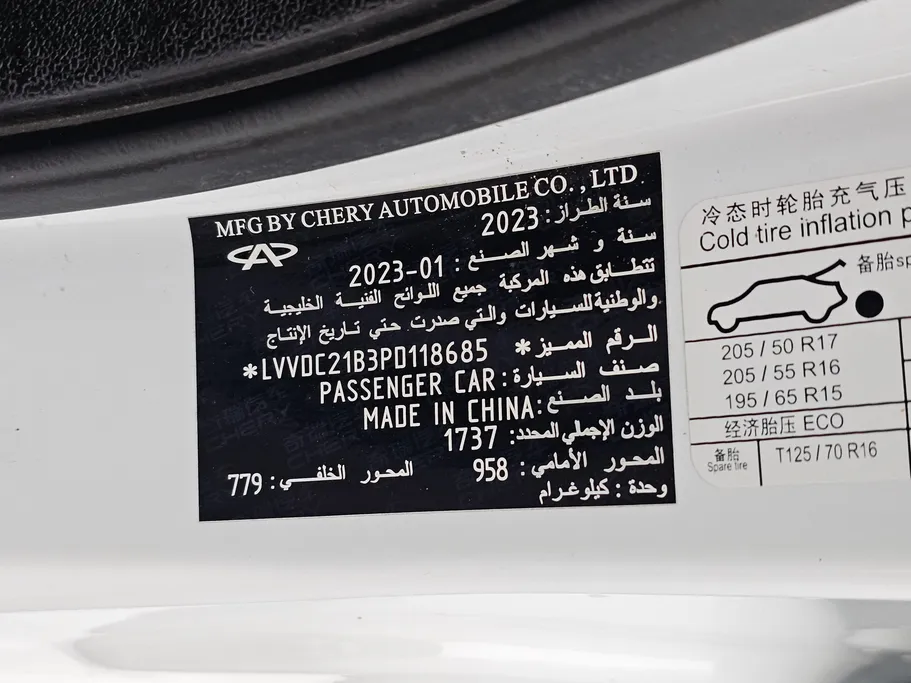 MFG BY CHERY AUTOMOBILE CO., LTD.
سنة الطراز: 2023
سنة و شهر الصنع: 2023-01
تتطابق هذه المركبة جميع اللوائح الفنية الخليجية
والوطنية للسيارات والتي صدرت حتي تاريخ الإنتاج
الرقم المميز: *LVVDC21B3PD118685*
صنف السيارة: PASSENGER CAR
بلد الصنع: MADE IN CHINA
الوزن الإجمالي المحدد: 1737
المحور الأمامي: 958 المحور الخلفي: 779
وحدة: كيلوغرام
冷态时轮胎充气压
Cold tire inflation p
备胎sp
205 / 50 R17
205 / 55 R16
195 / 65 R15
经济胎压 ECO
备胎
Spare tire
T125 / 70 R16